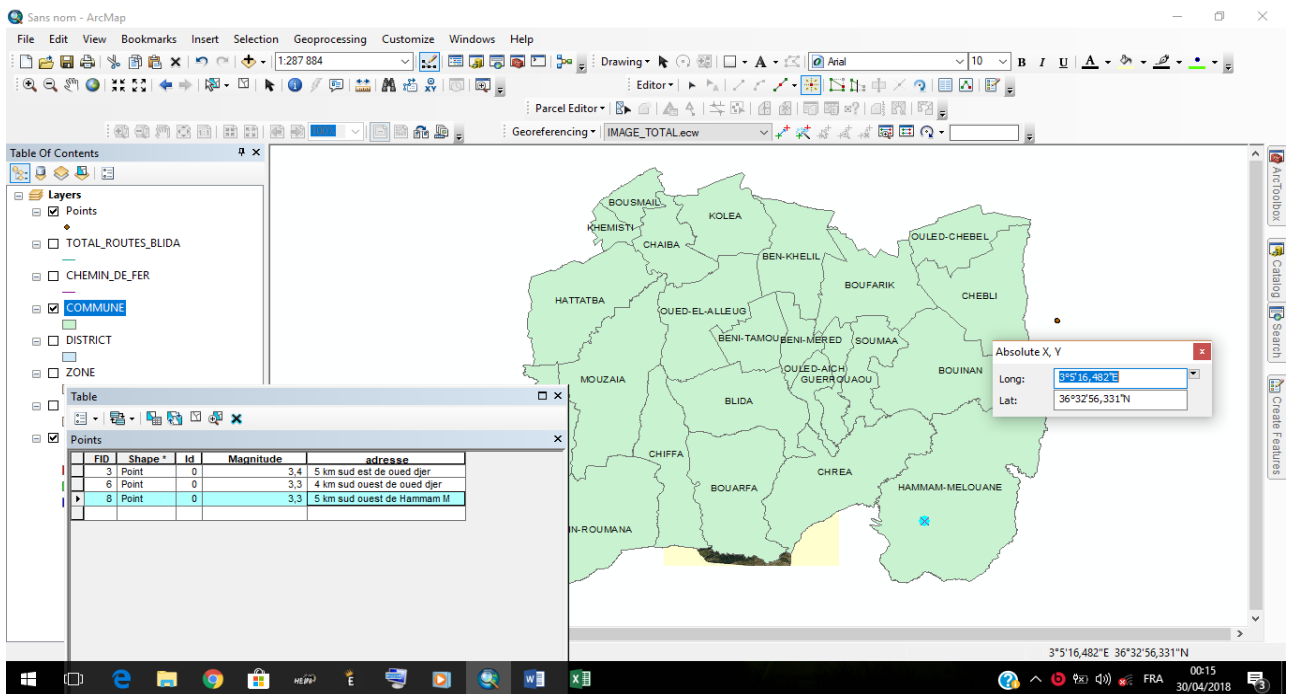 Sans nom - ArcMap
File Edit View Bookmarks Insert Selection Geoprocessing Customize Windows Help
1:287 884
Drawing
Arial
10
B I U A
Editor
Parcel Editor
100%
Georeferencing IMAGE_TOTAL.ecw
Table Of Contents
Layers
Points
TOTAL_ROUTES_BLIDA
CHEMIN_DE_FER
COMMUNE
DISTRICT
ZONE
Table
Points
FID Shape * Id Magnitude adresse
3 Point 0 3,4 5 km sud est de oued djer
6 Point 0 3,3 4 km sud ouest de oued djer
8 Point 0 3,3 5 km sud ouest de Hammam M
BOUSMAIL
KOLEA
KHEMISTI
CHAIBA
OULED-CHEBEL
BEN-KHELIL
BOUFARIK
CHEBLI
HATTATBA
OUED-EL-ALLEUG
BENI-TAMOU
BENI-MERED
SOUMAA
OULED-AICH
GUERROUAOU
BOUINAN
MOUZAIA
BLIDA
CHIFFA
CHREA
BOUARFA
HAMMAM-MELOUANE
IN-ROUMANA
Absolute X, Y
Long: 3°5'16,482"E
Lat: 36°32'56,331"N
ArcToolbox
Catalog
Search
Create Features
3°5'16,482"E 36°32'56,331"N
FRA
00:15
30/04/2018
3